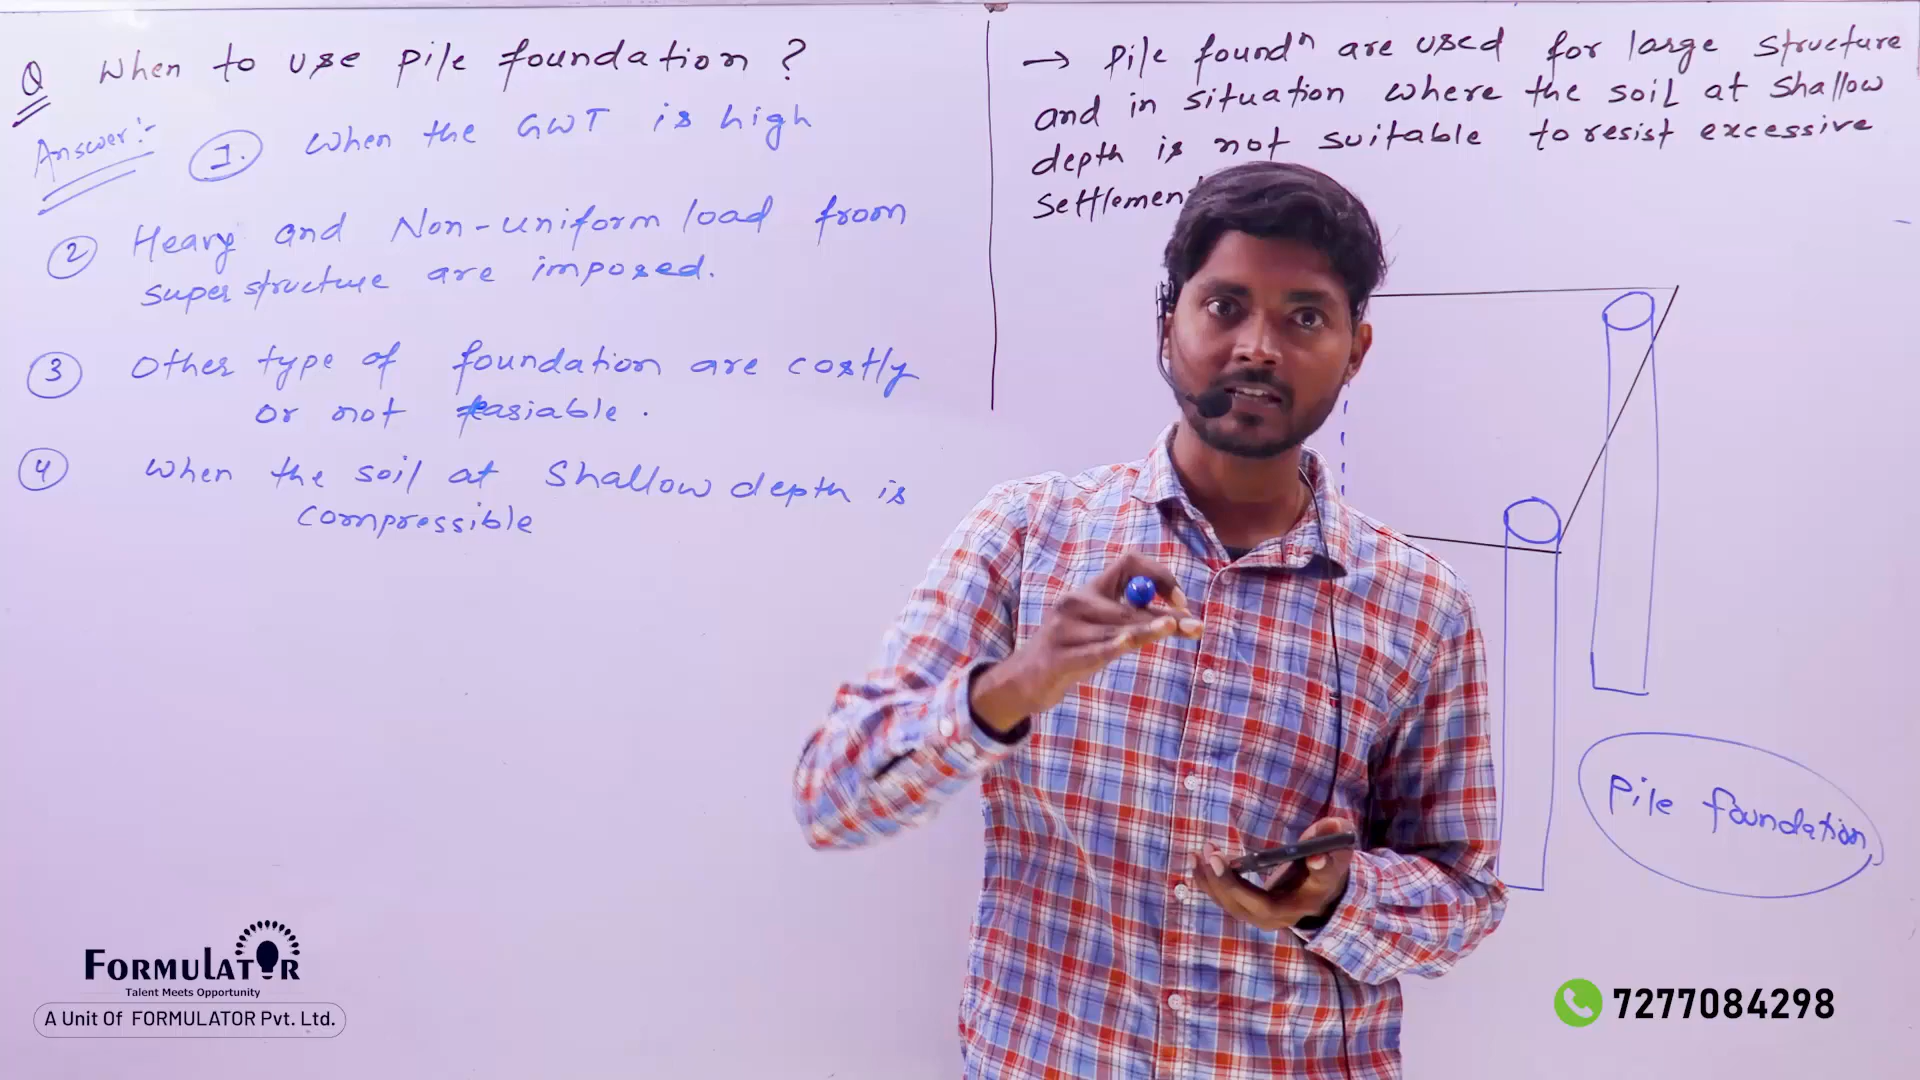 Q When to use pile foundation ?
Answer:-
1. When the GWT is high
2 Heavy and Non-uniform load from
super structure are imposed.
3 Other type of foundation are costly
or not feasiable.
4 When the soil at shallow depth is
compressible
→ Pile foundⁿ are used for large structure
and in situation where the soil at shallow
depth is not suitable to resist excessive
settlemen
Pile foundation
FORMULATOR
Talent Meets Opportunity
A Unit Of FORMULATOR Pvt. Ltd.
7277084298